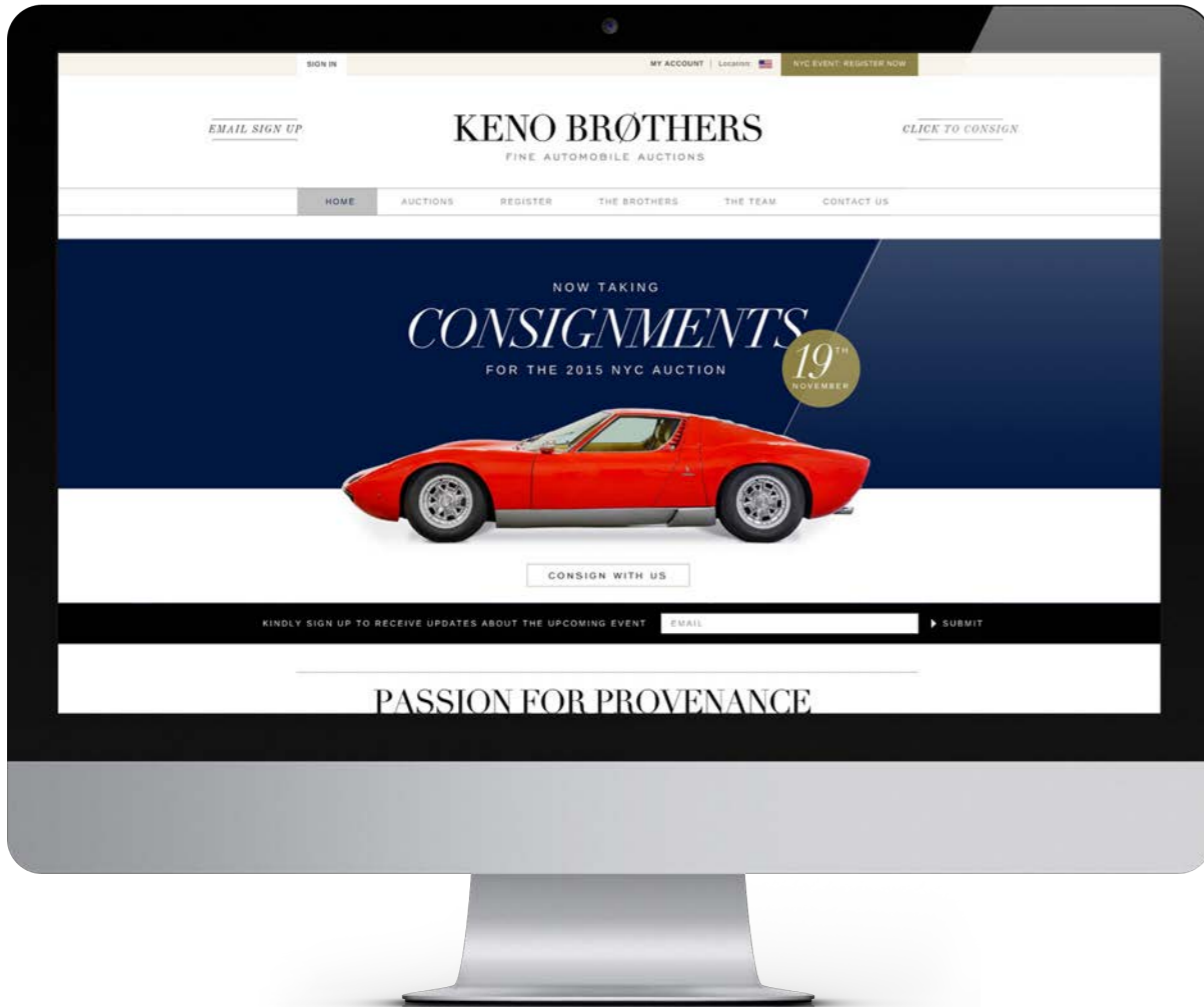 SIGN IN
MY ACCOUNT | Location:
NYC EVENT: REGISTER NOW
EMAIL SIGN UP
KENO BRØTHERS
FINE AUTOMOBILE AUCTIONS
CLICK TO CONSIGN
HOME AUCTIONS REGISTER THE BROTHERS THE TEAM CONTACT US
NOW TAKING
CONSIGNMENTS
FOR THE 2015 NYC AUCTION
19TH
NOVEMBER
CONSIGN WITH US
KINDLY SIGN UP TO RECEIVE UPDATES ABOUT THE UPCOMING EVENT EMAIL SUBMIT
PASSION FOR PROVENANCE